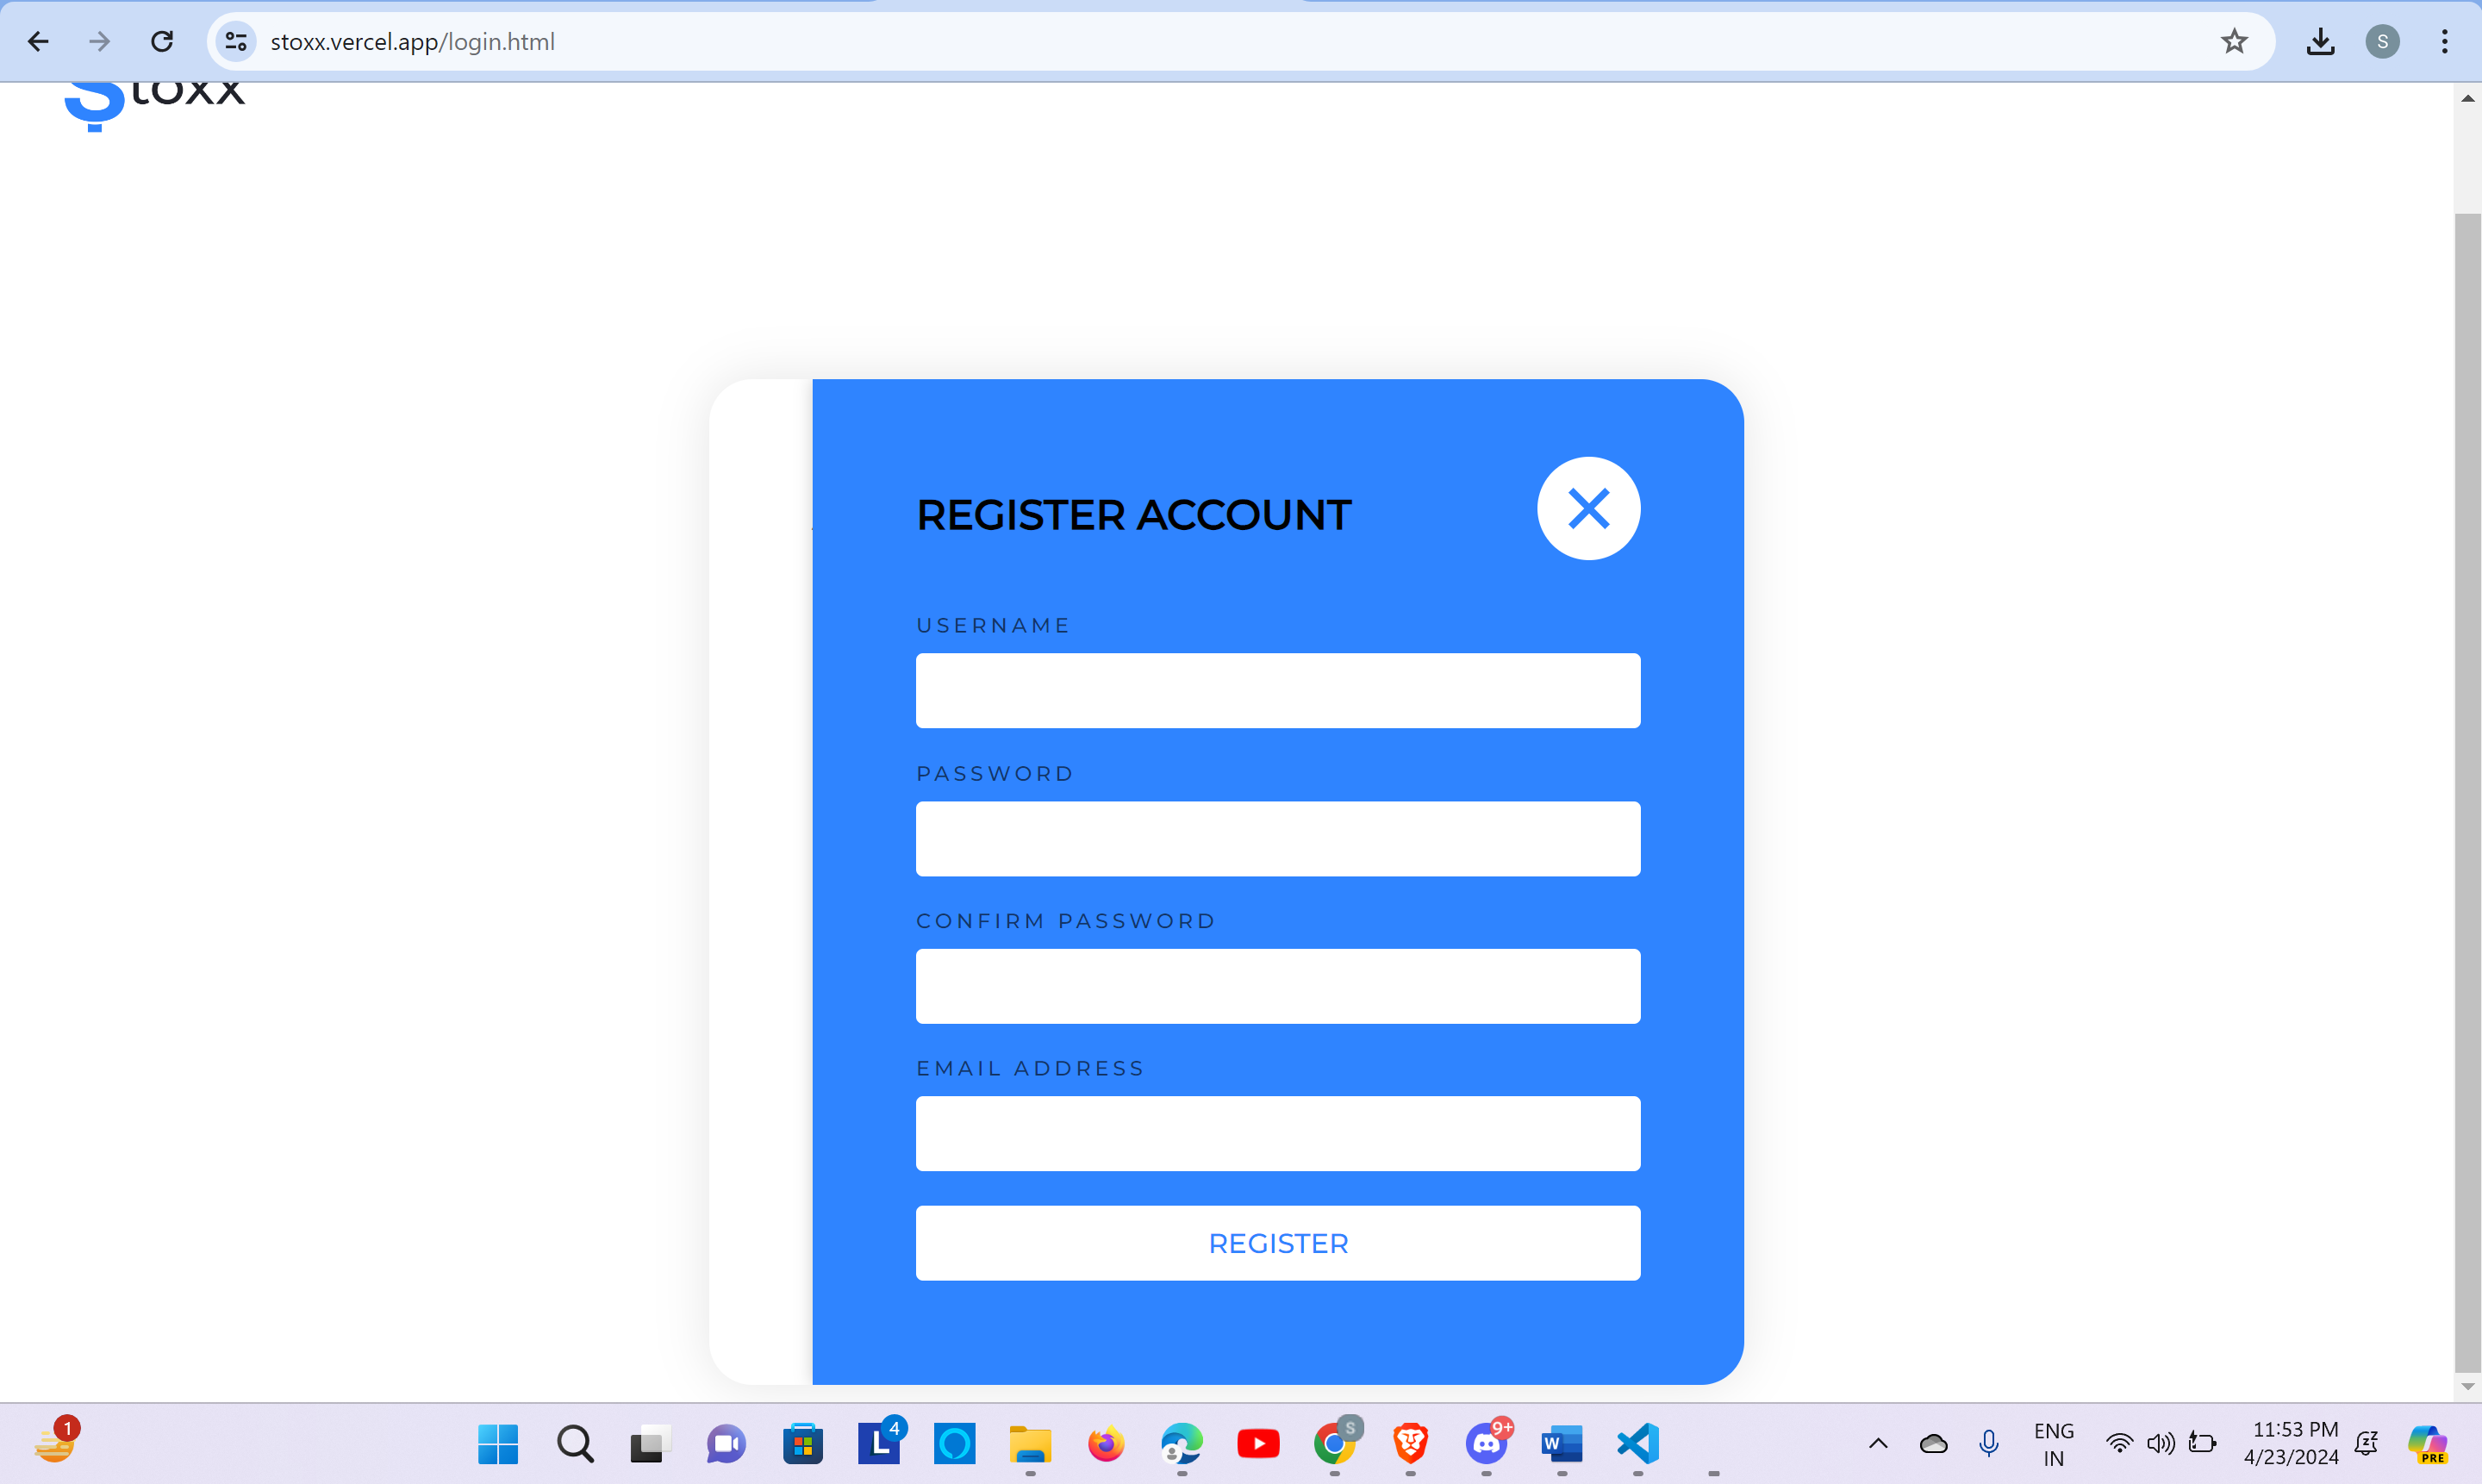 stoxx.vercel.app/login.html
S
$toxx
REGISTER ACCOUNT
USERNAME
PASSWORD
CONFIRM PASSWORD
EMAIL ADDRESS
REGISTER
1
L
4
S
9+
W
ENG
IN
11:53 PM
4/23/2024
PRE